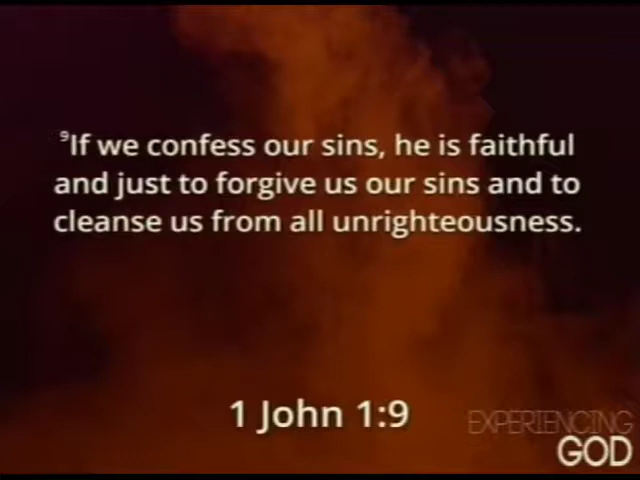 ⁹If we confess our sins, he is faithful
and just to forgive us our sins and to
cleanse us from all unrighteousness.
1 John 1:9
EXPERIENCING
GOD